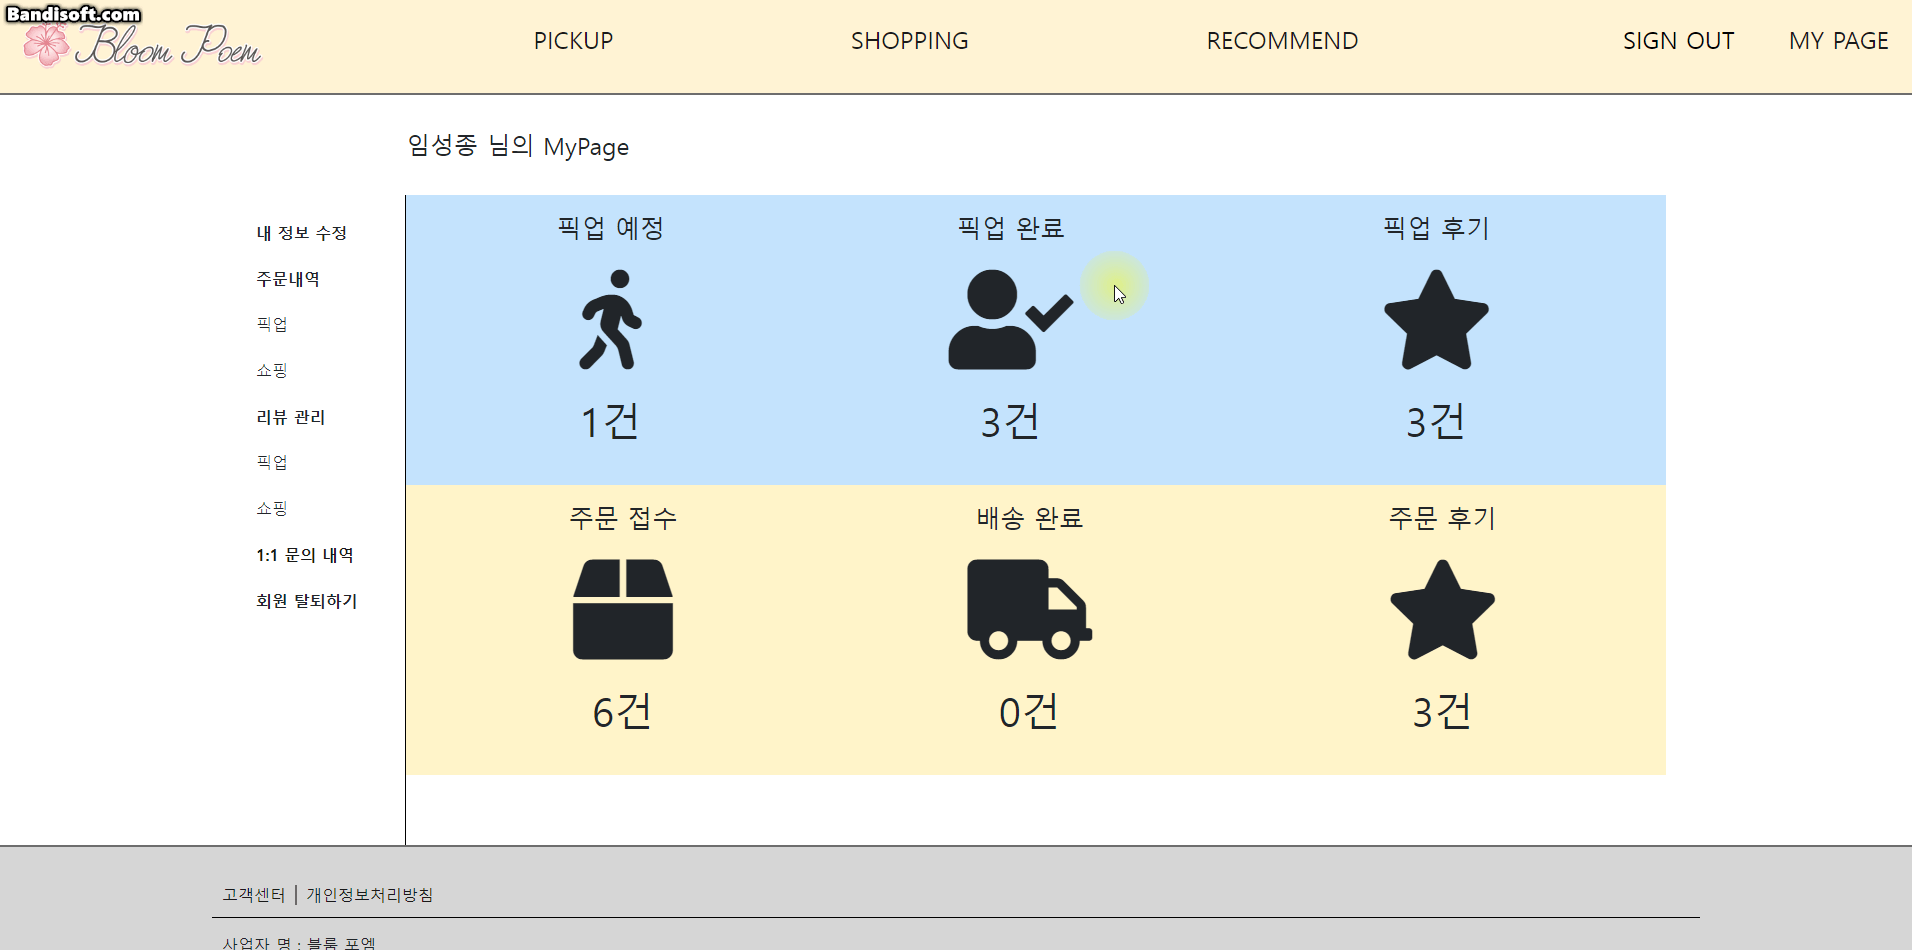 Bandisoft.com
Bloom Poem
PICKUP
SHOPPING
RECOMMEND
SIGN OUT
MY PAGE
임성종 님의 MyPage
내 정보 수정
주문내역
픽업
쇼핑
리뷰 관리
픽업
쇼핑
1:1 문의 내역
회원 탈퇴하기
픽업 예정
픽업 완료
픽업 후기
1건
3건
3건
주문 접수
배송 완료
주문 후기
6건
0건
3건
고객센터 | 개인정보처리방침
사업자 명 : 블룸 포엠